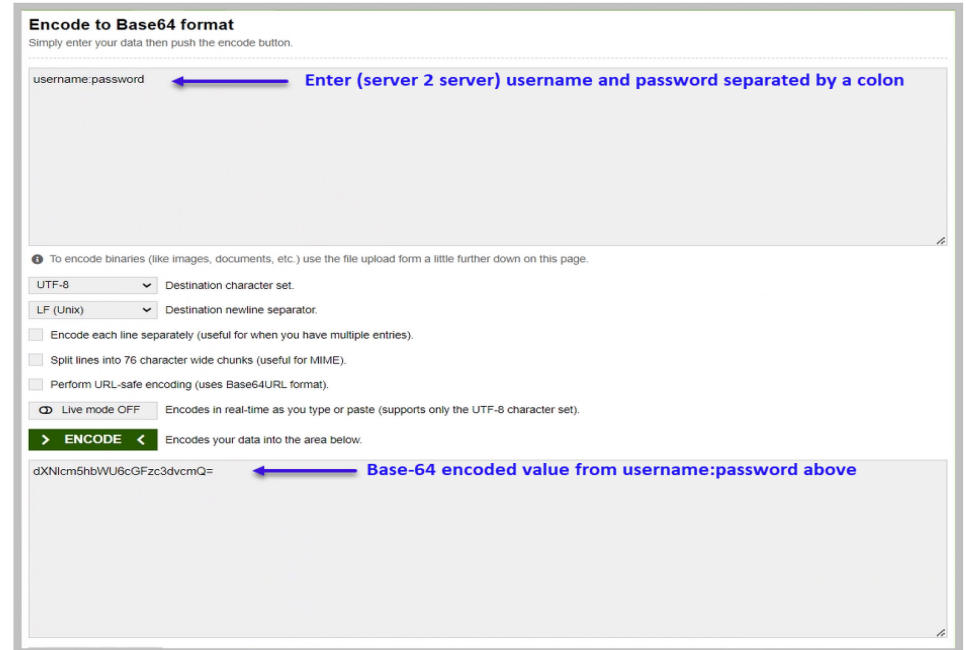 Encode to Base64 format
Simply enter your data then push the encode button.
username:password
Enter (server 2 server) username and password separated by a colon
To encode binaries (like images, documents, etc.) use the file upload form a little further down on this page.
UTF-8 Destination character set.
LF (Unix) Destination newline separator.
Encode each line separately (useful for when you have multiple entries).
Split lines into 76 character wide chunks (useful for MIME).
Perform URL-safe encoding (uses Base64URL format).
Live mode OFF Encodes in real-time as you type or paste (supports only the UTF-8 character set).
> ENCODE < Encodes your data into the area below.
dXNlcm5hbWU6cGFzc3dvcmQ=
Base-64 encoded value from username:password above